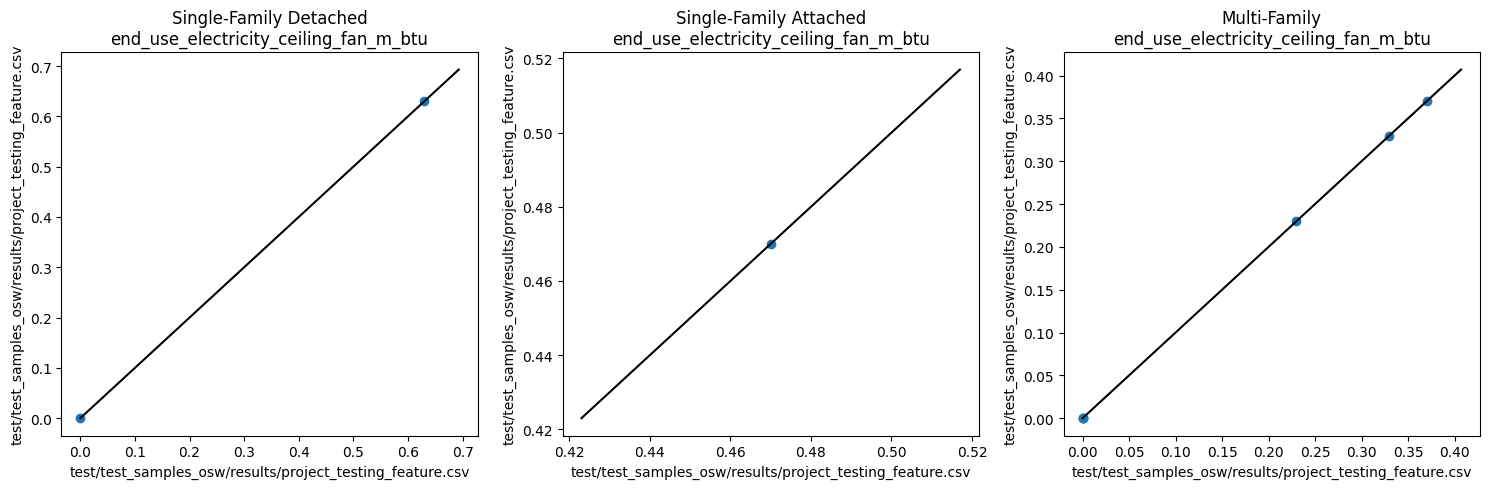 Single-Family Detached
end_use_electricity_ceiling_fan_m_btu
test/test_samples_osw/results/project_testing_feature.csv
0.7
0.6
0.5
0.4
0.3
0.2
0.1
0.0
0.0 0.1 0.2 0.3 0.4 0.5 0.6 0.7
test/test_samples_osw/results/project_testing_feature.csv
Single-Family Attached
end_use_electricity_ceiling_fan_m_btu
test/test_samples_osw/results/project_testing_feature.csv
0.52
0.50
0.48
0.46
0.44
0.42
0.42 0.44 0.46 0.48 0.50 0.52
test/test_samples_osw/results/project_testing_feature.csv
Multi-Family
end_use_electricity_ceiling_fan_m_btu
test/test_samples_osw/results/project_testing_feature.csv
0.40
0.35
0.30
0.25
0.20
0.15
0.10
0.05
0.00
0.00 0.05 0.10 0.15 0.20 0.25 0.30 0.35 0.40
test/test_samples_osw/results/project_testing_feature.csv